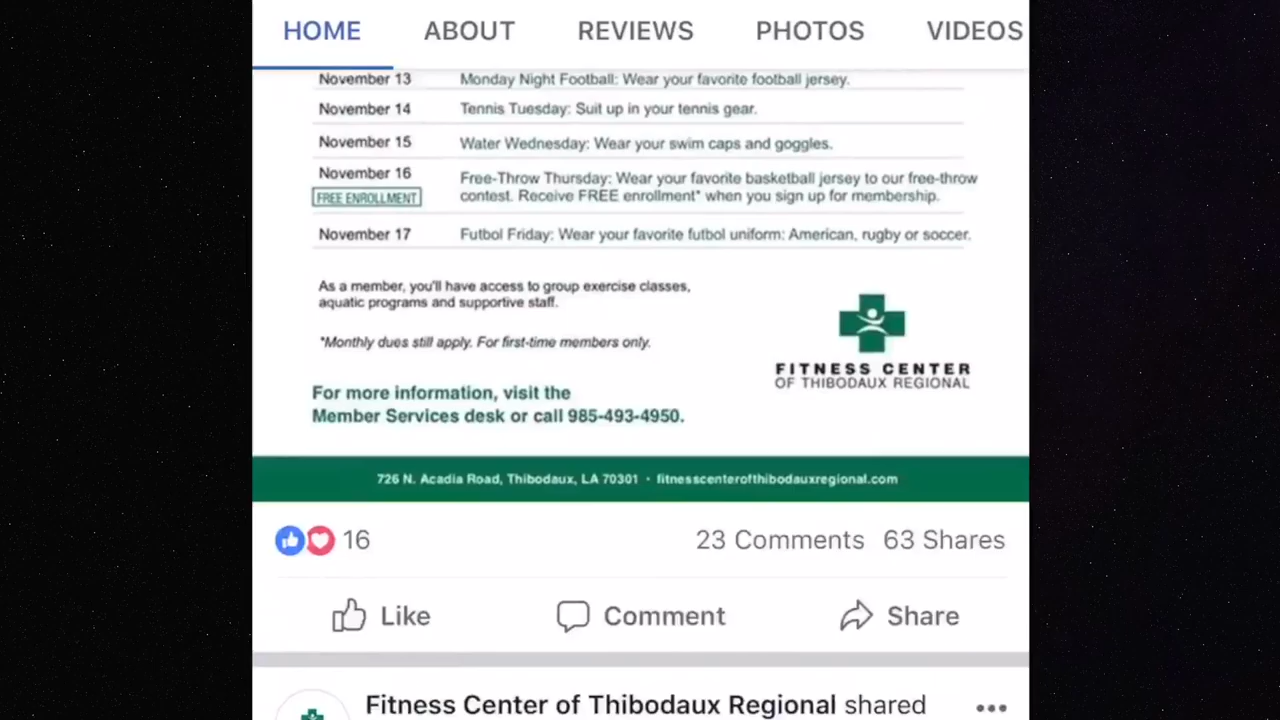 HOME ABOUT REVIEWS PHOTOS VIDEOS
November 13 Monday Night Football: Wear your favorite football jersey.
November 14 Tennis Tuesday: Suit up in your tennis gear.
November 15 Water Wednesday: Wear your swim caps and goggles.
November 16 Free-Throw Thursday: Wear your favorite basketball jersey to our free-throw
FREE ENROLLMENT contest. Receive FREE enrollment* when you sign up for membership.
November 17 Futbol Friday: Wear your favorite futbol uniform: American, rugby or soccer.
As a member, you'll have access to group exercise classes,
aquatic programs and supportive staff.
*Monthly dues still apply. For first-time members only.
FITNESS CENTER
OF THIBODAUX REGIONAL
For more information, visit the
Member Services desk or call 985-493-4950.
726 N. Acadia Road, Thibodaux, LA 70301 · fitnesscenterofthibodauxregional.com
16 23 Comments 63 Shares
Like Comment Share
Fitness Center of Thibodaux Regional shared